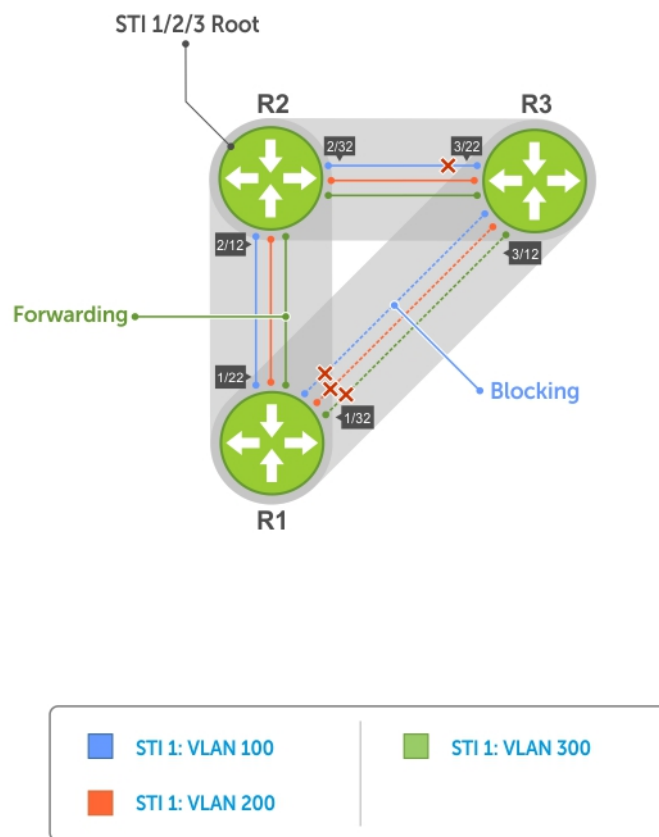 STI 1/2/3 Root
R2
R3
2/32
3/22
2/12
3/12
Forwarding
1/22
Blocking
1/32
R1
STI 1: VLAN 100
STI 1: VLAN 300
STI 1: VLAN 200